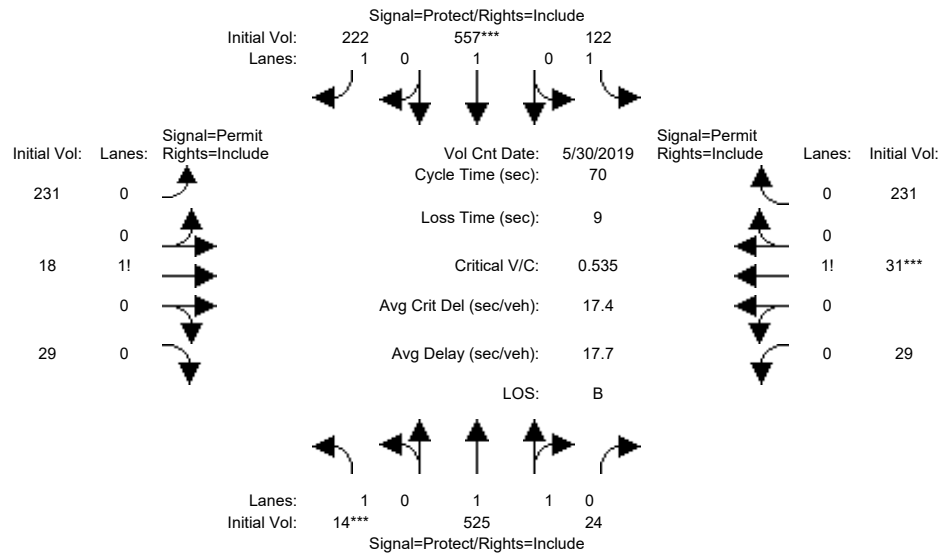 Signal=Protect/Rights=Include
Initial Vol: 222 557*** 122
Lanes: 1 0 1 0 1
Signal=Permit
Initial Vol: Lanes: Rights=Include
Vol Cnt Date: 5/30/2019
Signal=Permit
Rights=Include Lanes: Initial Vol:
Cycle Time (sec): 70
231 0
0 231
Loss Time (sec): 9
0
0
18 1!
Critical V/C: 0.535
1! 31***
0
Avg Crit Del (sec/veh): 17.4
0
29 0
Avg Delay (sec/veh): 17.7
0 29
LOS: B
Lanes: 1 0 1 1 0
Initial Vol: 14*** 525 24
Signal=Protect/Rights=Include